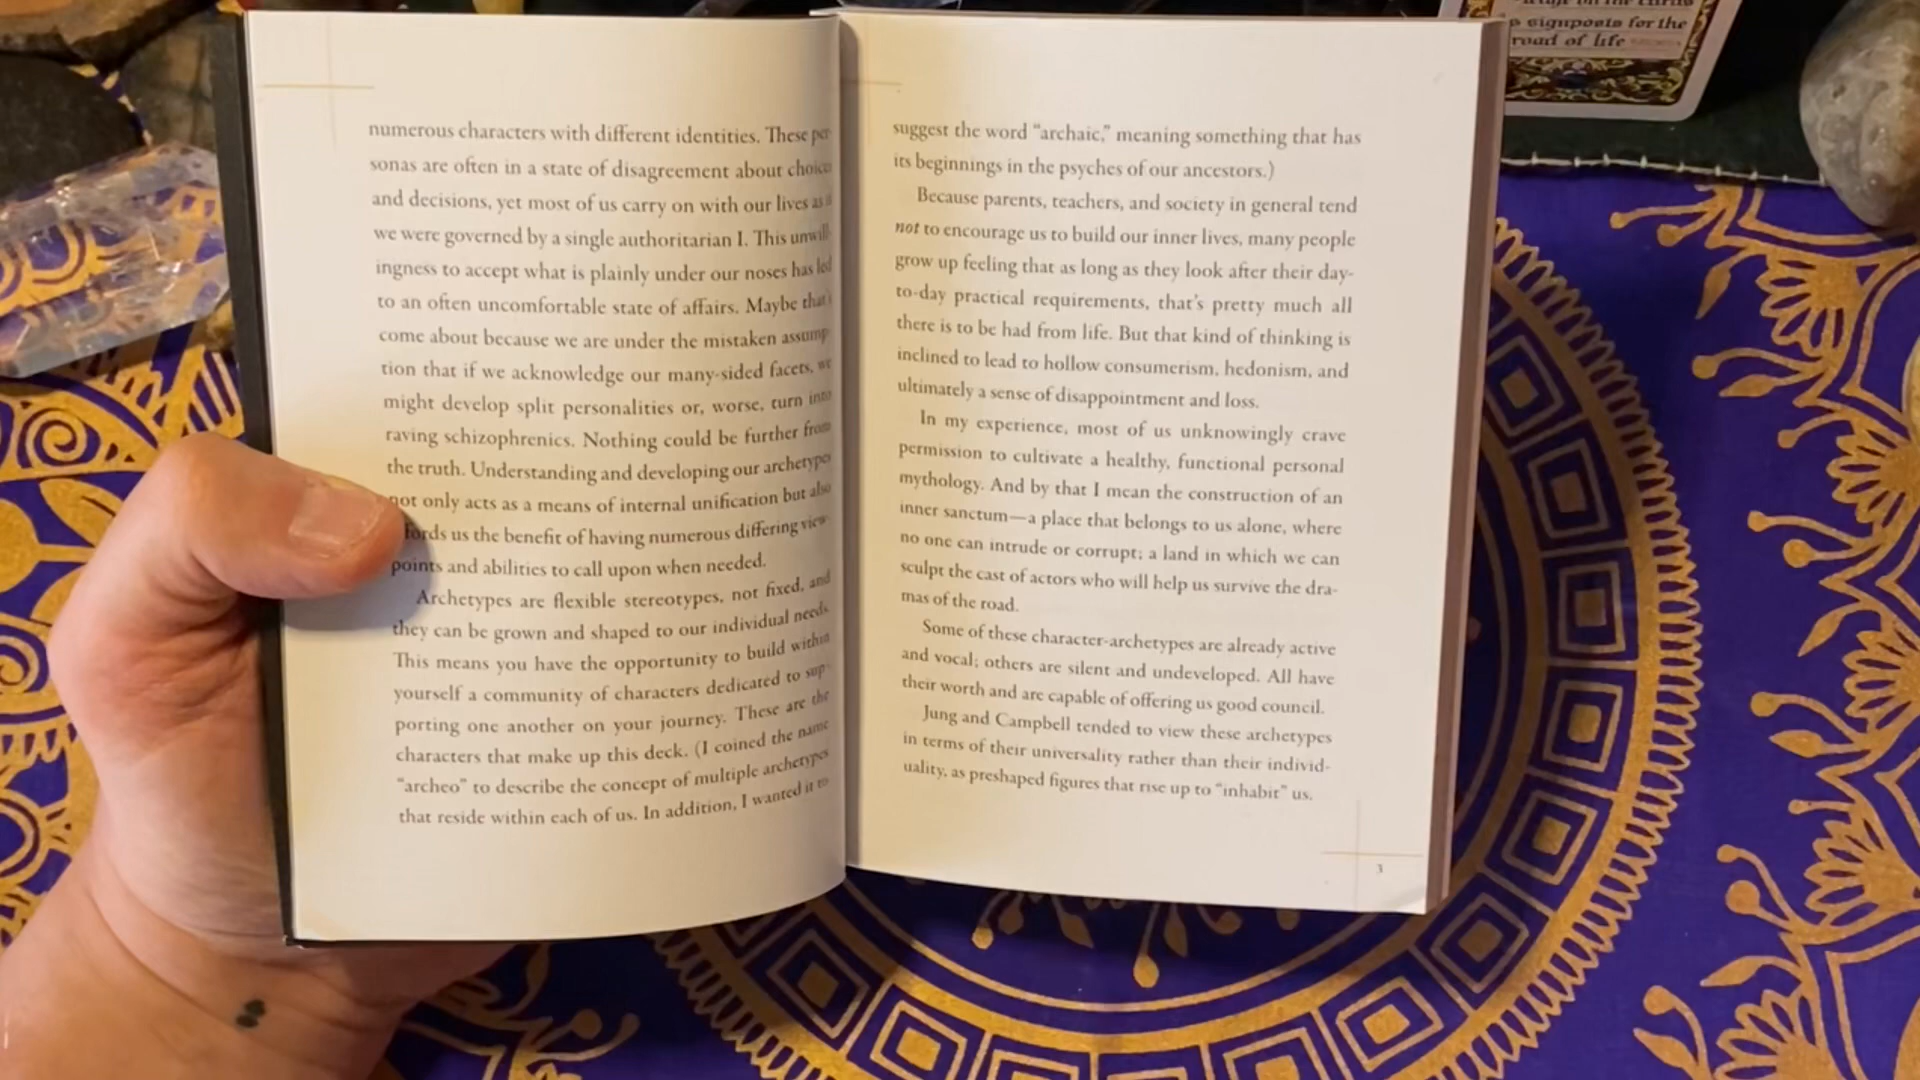 numerous characters with different identities. These per-
sonas are often in a state of disagreement about choices
and decisions, yet most of us carry on with our lives as if
we were governed by a single authoritarian I. This unwill-
ingness to accept what is plainly under our noses has led
to an often uncomfortable state of affairs. Maybe that's
come about because we are under the mistaken assump-
tion that if we acknowledge our many-sided facets, we
might develop split personalities or, worse, turn into
raving schizophrenics. Nothing could be further from
the truth. Understanding and developing our archetypes
not only acts as a means of internal unification but also
fords us the benefit of having numerous differing view-
points and abilities to call upon when needed.
Archetypes are flexible stereotypes, not fixed, and
they can be grown and shaped to our individual needs.
This means you have the opportunity to build within
yourself a community of characters dedicated to sup-
porting one another on your journey. These are the
characters that make up this deck. (I coined the name
"archeo" to describe the concept of multiple archetypes
that reside within each of us. In addition, I wanted it to
suggest the word "archaic," meaning something that has
its beginnings in the psyches of our ancestors.)
Because parents, teachers, and society in general tend
not to encourage us to build our inner lives, many people
grow up feeling that as long as they look after their day-
to-day practical requirements, that's pretty much all
there is to be had from life. But that kind of thinking is
inclined to lead to hollow consumerism, hedonism, and
ultimately a sense of disappointment and loss.
In my experience, most of us unknowingly crave
permission to cultivate a healthy, functional personal
mythology. And by that I mean the construction of an
inner sanctum—a place that belongs to us alone, where
no one can intrude or corrupt; a land in which we can
sculpt the cast of actors who will help us survive the dra-
mas of the road.
Some of these character-archetypes are already active
and vocal; others are silent and undeveloped. All have
their worth and are capable of offering us good council.
Jung and Campbell tended to view these archetypes
in terms of their universality rather than their individ-
uality, as preshaped figures that rise up to "inhabit" us.
3
signposts for the
road of life